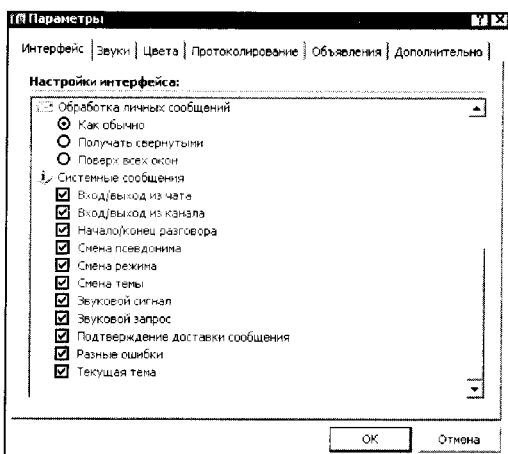 Параметры
Интерфейс Звуки Цвета Протоколирование Объявления Дополнительно
Настройки интерфейса:
Обработка личных сообщений
Как обычно
Получать свернутыми
Поверх всех окон
Системные сообщения
Вход/выход из чата
Вход/выход из канала
Начало/конец разговора
Смена псевдонима
Смена режима
Смена темы
Звуковой сигнал
Звуковой запрос
Подтверждение доставки сообщения
Разные ошибки
Текущая тема
OK Отмена